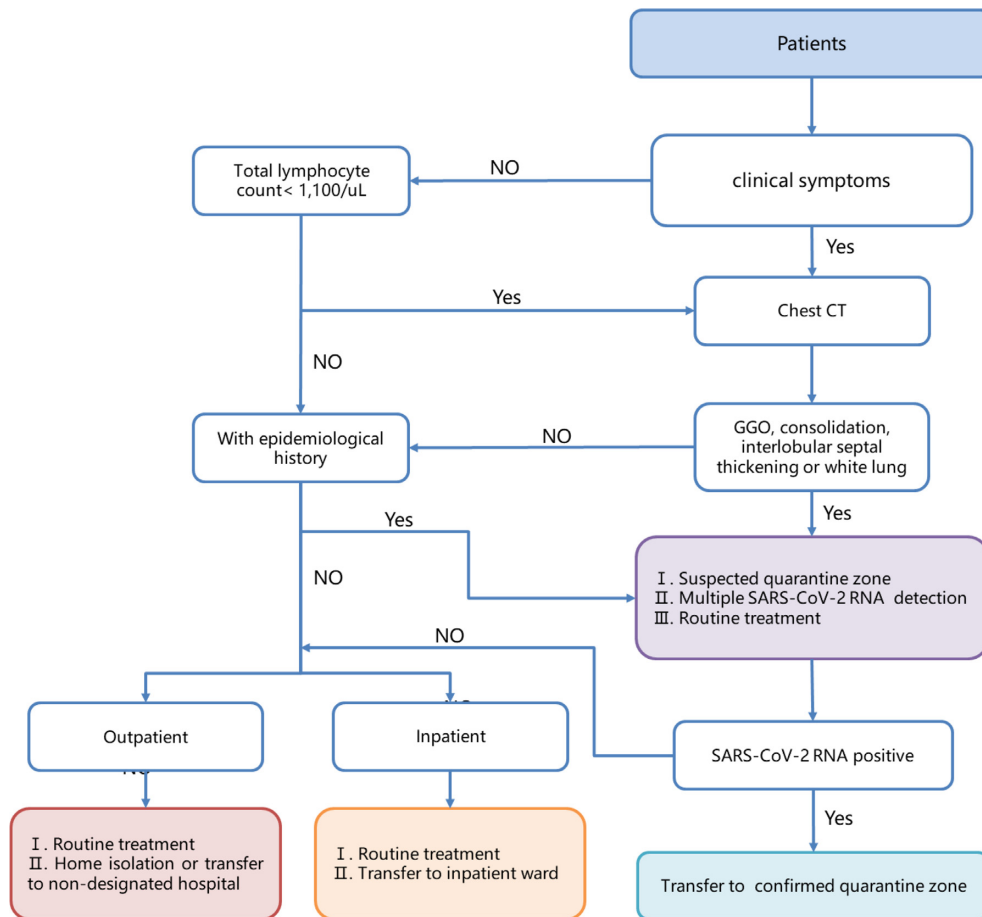 Patients
NO
Total lymphocyte
count< 1,100/uL
clinical symptoms
Yes
Yes
Chest CT
NO
With epidemiological
history
NO
GGO, consolidation,
interlobular septal
thickening or white lung
Yes
Yes
NO
Ⅰ. Suspected quarantine zone
Ⅱ. Multiple SARS-CoV-2 RNA detection
Ⅲ. Routine treatment
NO
Outpatient
Inpatient
SARS-CoV-2 RNA positive
Yes
Ⅰ. Routine treatment
Ⅱ. Home isolation or transfer
to non-designated hospital
Ⅰ. Routine treatment
Ⅱ. Transfer to inpatient ward
Transfer to confirmed quarantine zone